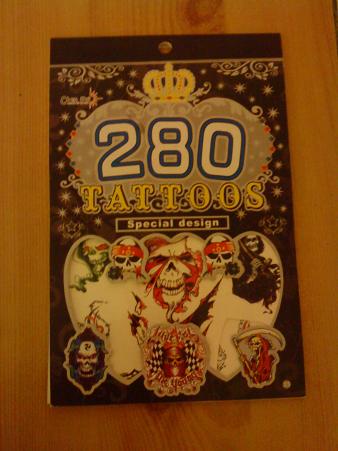 280
TATTOOS
Special design